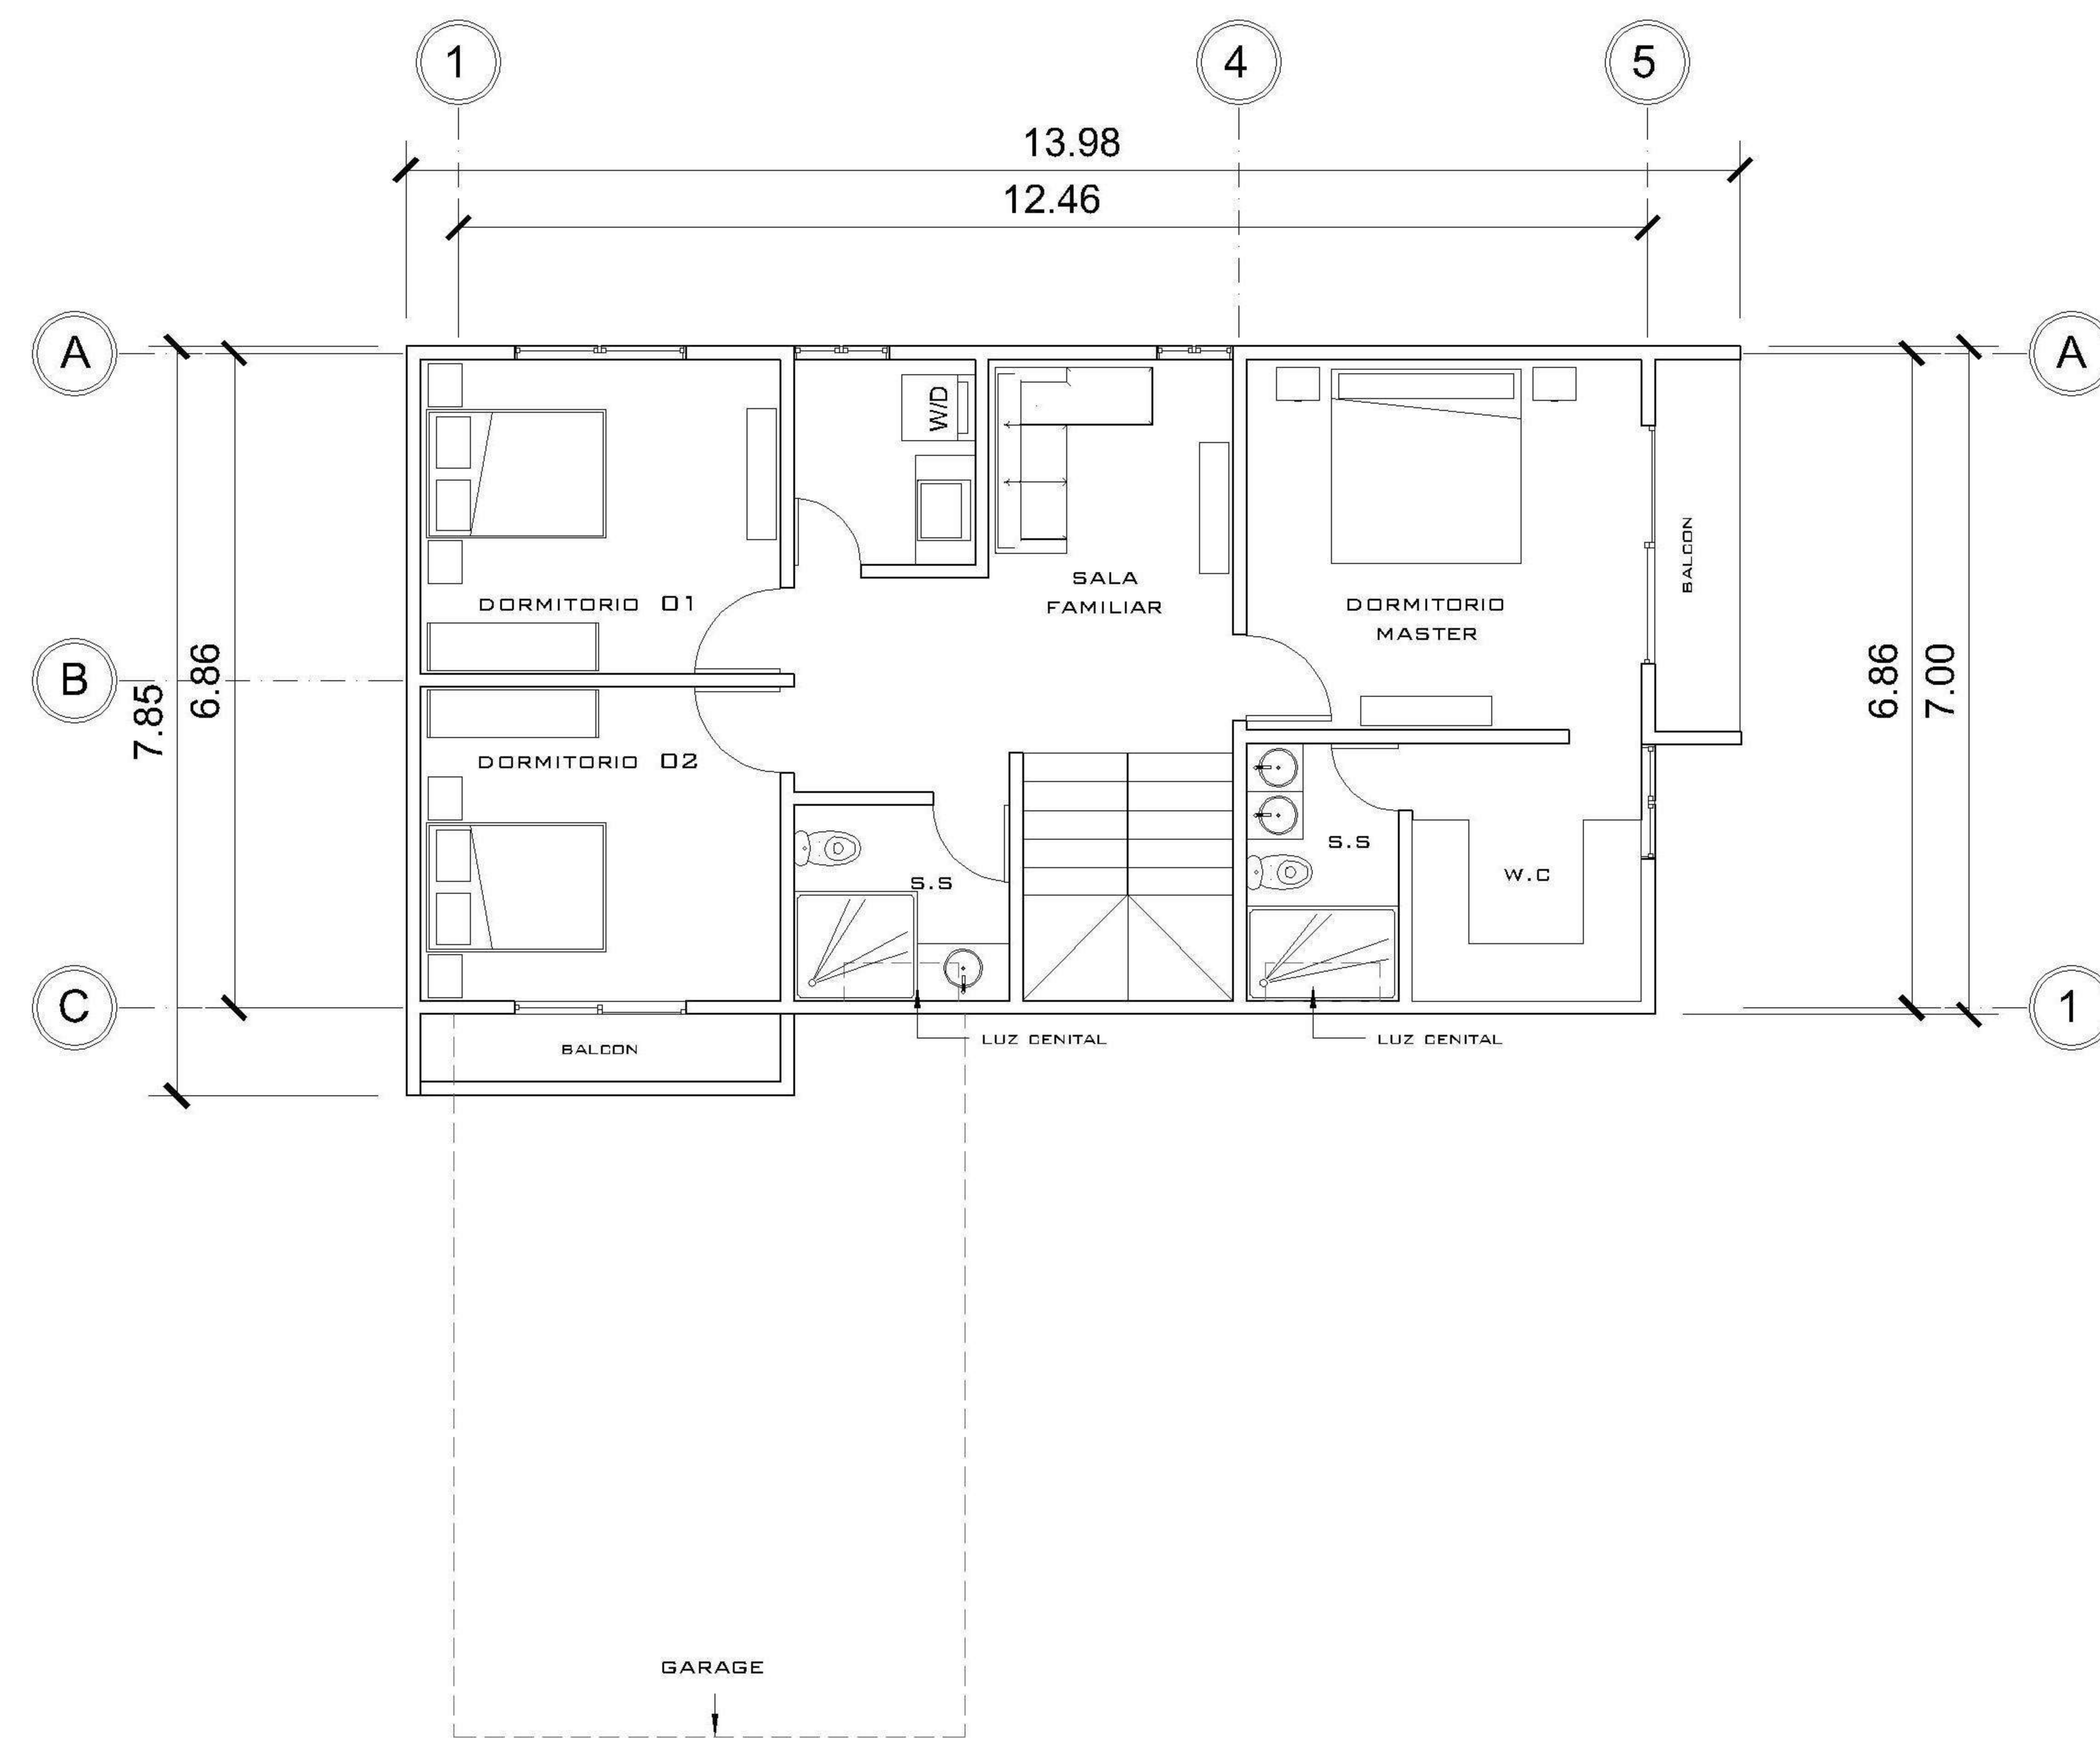 1
4
5
13.98
12.46
A
A
W/D
SALA
FAMILIAR
DORMITORIO 01
DORMITORIO
MASTER
BALCON
B
7.85
6.86
6.86
7.00
DORMITORIO 02
S.S
S.S
W.C
C
1
BALCON
LUZ CENITAL
LUZ CENITAL
GARAGE